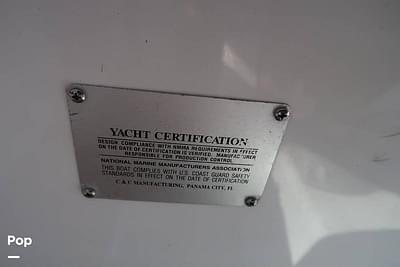 YACHT CERTIFICATION
DESIGN COMPLIANCE WITH NMMA REQUIREMENTS IN EFFECT
ON THE DATE OF CERTIFICATION IS VERIFIED. MANUFACTURER
RESPONSIBLE FOR PRODUCTION CONTROL.
NATIONAL MARINE MANUFACTURERS ASSOCIATION
THIS BOAT COMPLIES WITH U.S. COAST GUARD SAFETY
STANDARDS IN EFFECT ON THE DATE OF CERTIFICATION
C & C MANUFACTURING, PANAMA CITY, FL
Pop